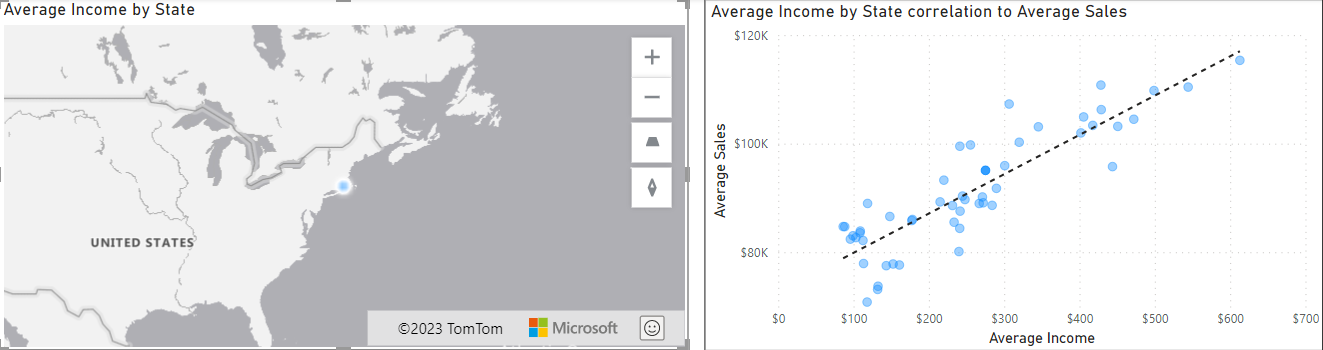 Average Income by State
UNITED STATES
©2023 TomTom
Microsoft
Average Income by State correlation to Average Sales
$120K
$100K
$80K
Average Sales
$0
$100
$200
$300
$400
$500
$600
$700
Average Income